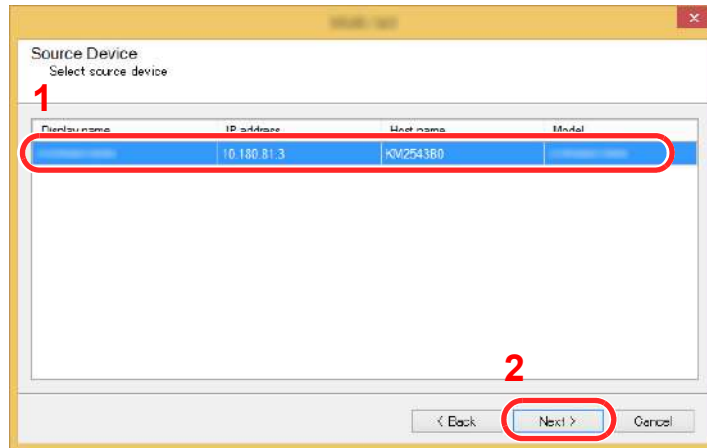 Source Device
Select source device
1
Display name IP address Host name Model
10.180.81.3 KM2543B0
2
< Back Next > Cancel